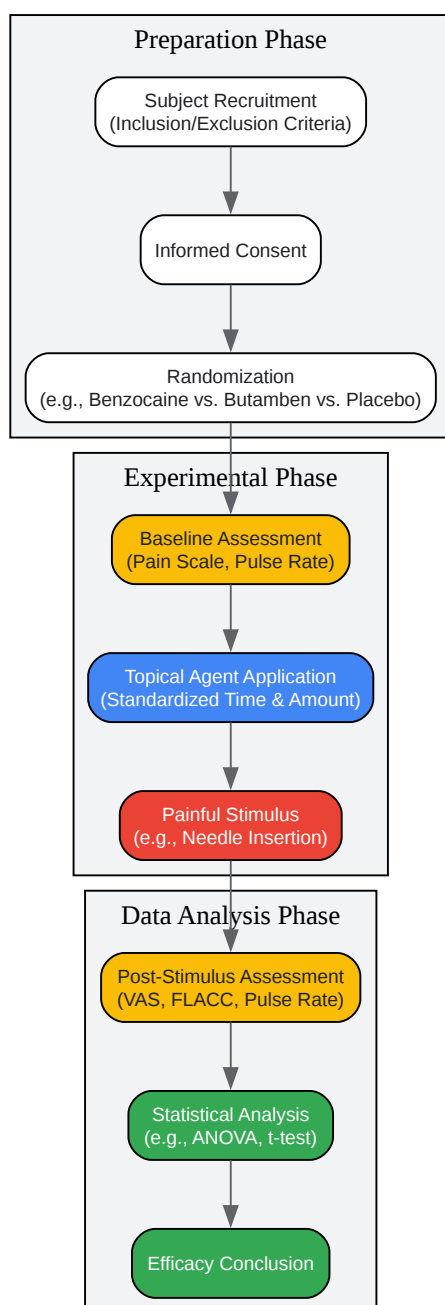 Preparation Phase
Subject Recruitment
(Inclusion/Exclusion Criteria)
Informed Consent
Randomization
(e.g., Benzocaine vs. Butamben vs. Placebo)
Experimental Phase
Baseline Assessment
(Pain Scale, Pulse Rate)
Topical Agent Application
(Standardized Time & Amount)
Painful Stimulus
(e.g., Needle Insertion)
Data Analysis Phase
Post-Stimulus Assessment
(VAS, FLACC, Pulse Rate)
Statistical Analysis
(e.g., ANOVA, t-test)
Efficacy Conclusion